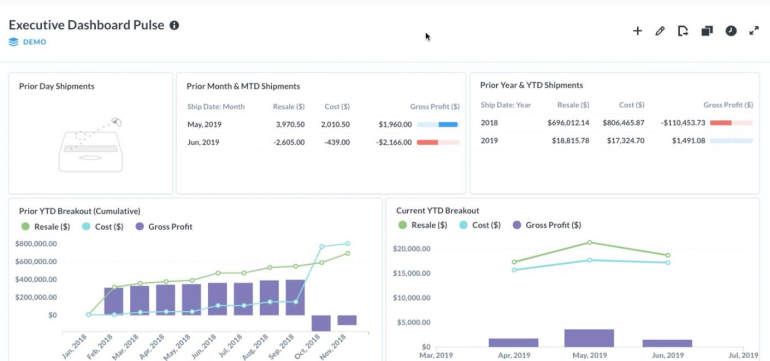 Executive Dashboard Pulse
DEMO
Prior Day Shipments
Prior Month & MTD Shipments
Ship Date: Month Resale ($) Cost ($) Gross Profit ($)
May, 2019 3,970.50 2,010.50 $1,960.00
Jun, 2019 -2,605.00 -439.00 -$2,166.00
Prior Year & YTD Shipments
Ship Date: Year Resale ($) Cost ($) Gross Profit ($)
2018 $696,012.14 $806,465.87 -$110,453.73
2019 $18,815.78 $17,324.70 $1,491.08
Prior YTD Breakout (Cumulative)
Resale ($) Cost ($) Gross Profit
$800,000.00
$600,000.00
$400,000.00
$200,000.00
$0
Jan, 2018 Feb, 2018 Mar, 2018 Apr, 2018 May, 2018 Jun, 2018 Jul, 2018 Aug, 2018 Sep, 2018 Oct, 2018 Nov, 2018
Current YTD Breakout
Resale ($) Cost ($) Gross Profit ($)
$20,000.00
$15,000.00
$10,000.00
$5,000.00
$0
Mar, 2019 Apr, 2019 May, 2019 Jun, 2019 Jul, 2019